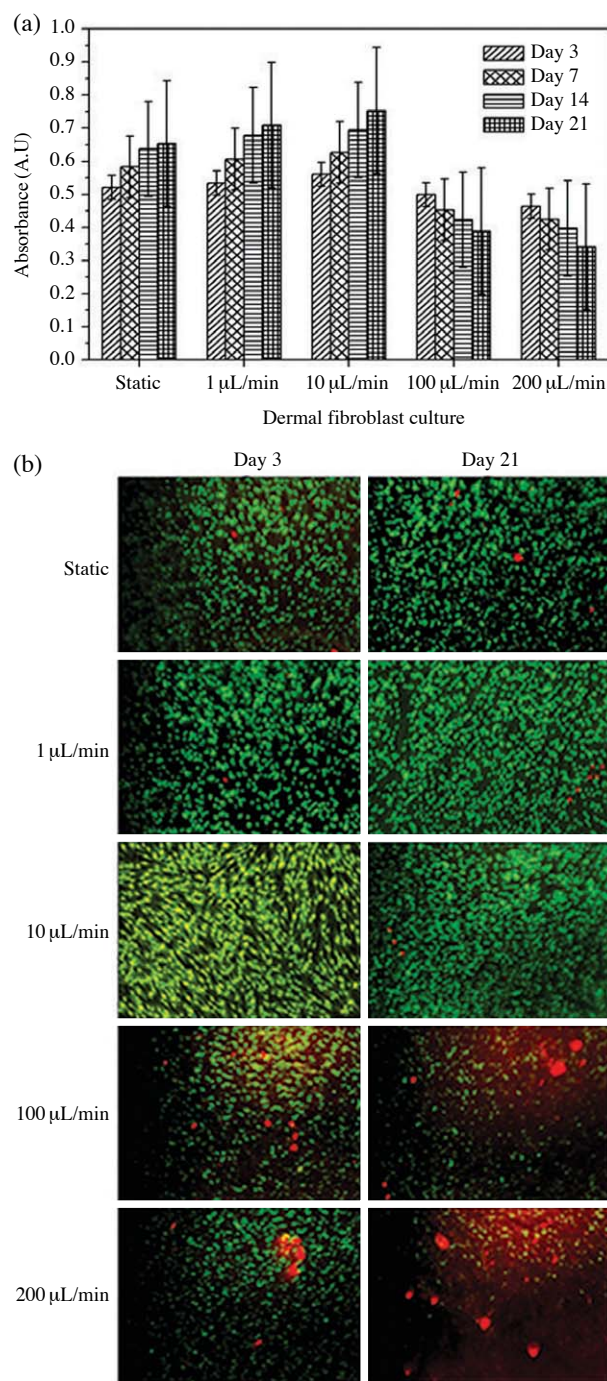 (a)
1.0
0.9
0.8
0.7
0.6
0.5
0.4
0.3
0.2
0.1
0.0
Absorbance (A.U)
Day 3
Day 7
Day 14
Day 21
Static
1 μL/min
10 μL/min
100 μL/min
200 μL/min
Dermal fibroblast culture
(b)
Day 3
Day 21
Static
1 μL/min
10 μL/min
100 μL/min
200 μL/min